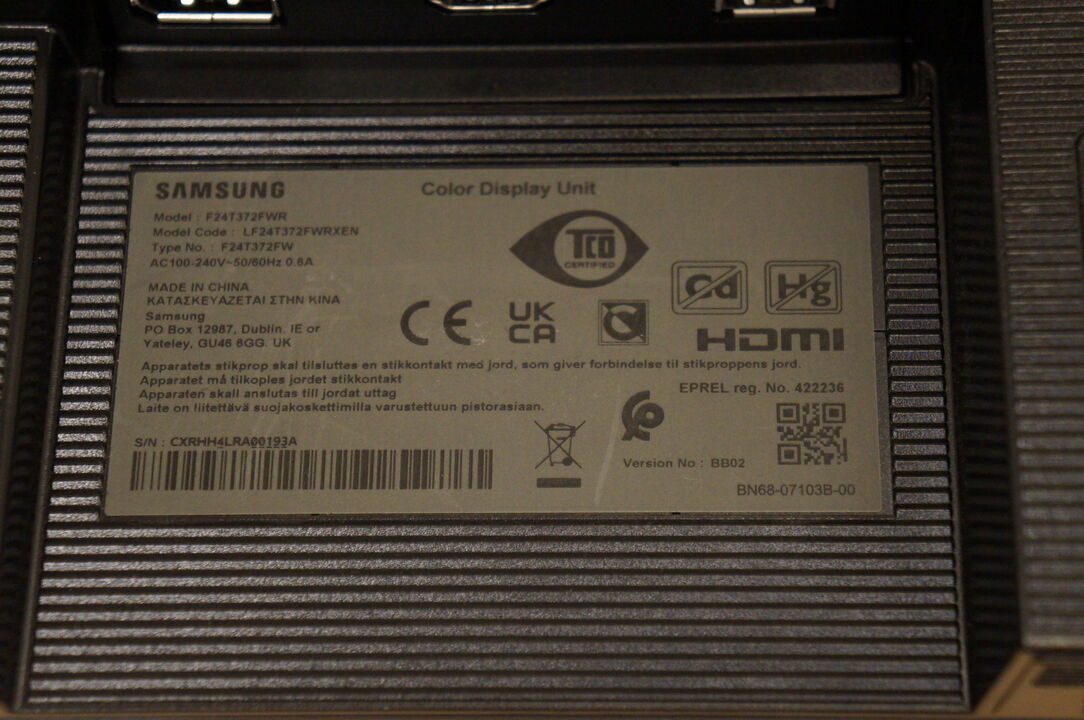 SAMSUNG
Color Display Unit
Model : F24T372FWR
Model Code : LF24T372FWRXEN
Type No. : F24T372FW
AC100-240V~50/60Hz 0.6A
TCO
CERTIFIED
Cd
Hg
MADE IN CHINA
ΚΑΤΑΣΚΕΥΑΖΕΤΑΙ ΣΤΗΝ ΚΙΝΑ
Samsung
PO Box 12987, Dublin. IE or
Yateley, GU46 6GG. UK
CE
UK
CA
HDMI
Apparatets stikprop skal tilsluttas en stikkontakt med jord, som giver forbindelse til stikproppens jord.
Apparatet må tilkoples jordet stikkontakt
Apparaten skall anslutas till jordat uttag
Laite on liitettävä suojakoskettimilla varustettuun pistorasiaan.
EPREL reg. No. 422236
S/N : CXRHH4LRA00193A
Version No : BB02
BN68-07103B-00